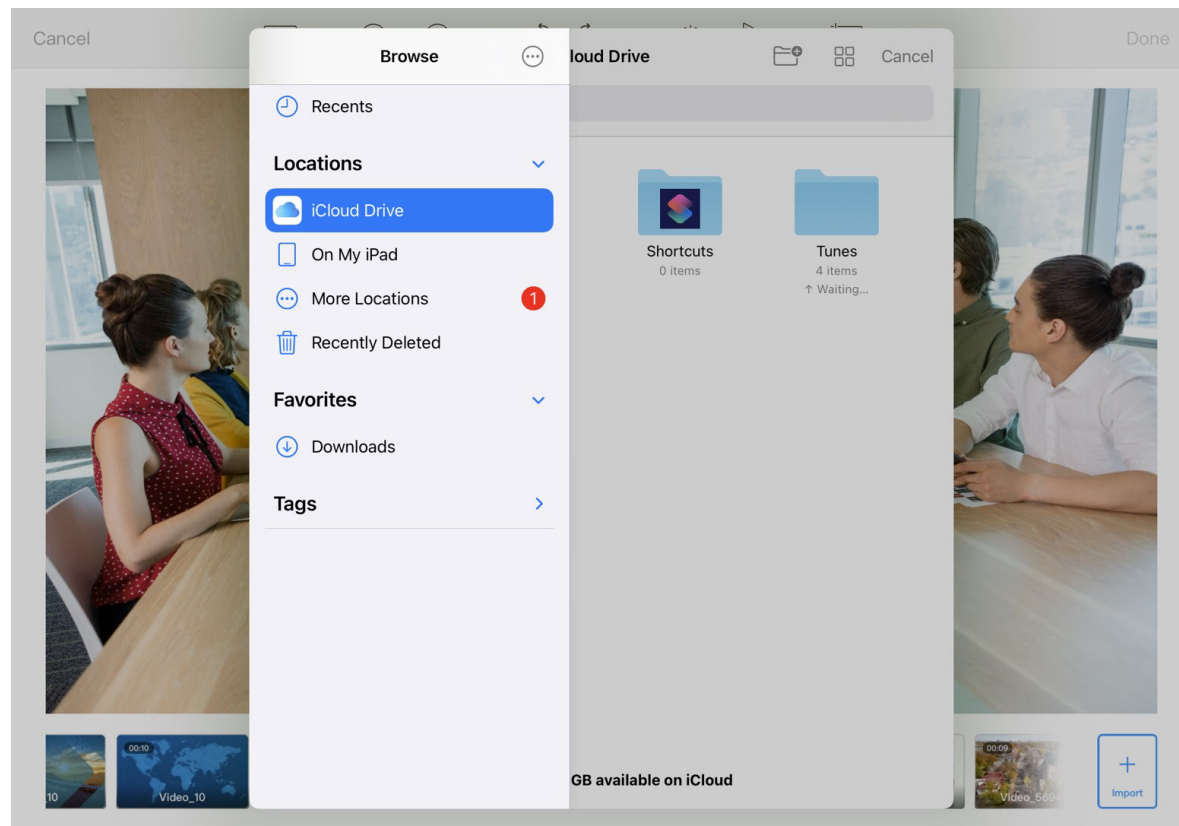 Cancel
Done
Browse
loud Drive
Cancel
Recents
Locations
iCloud Drive
On My iPad
More Locations
1
Recently Deleted
Favorites
Downloads
Tags
Shortcuts
0 items
Tunes
4 items
↑ Waiting...
GB available on iCloud
10
00:10
Video_10
00:09
Video_569
Import